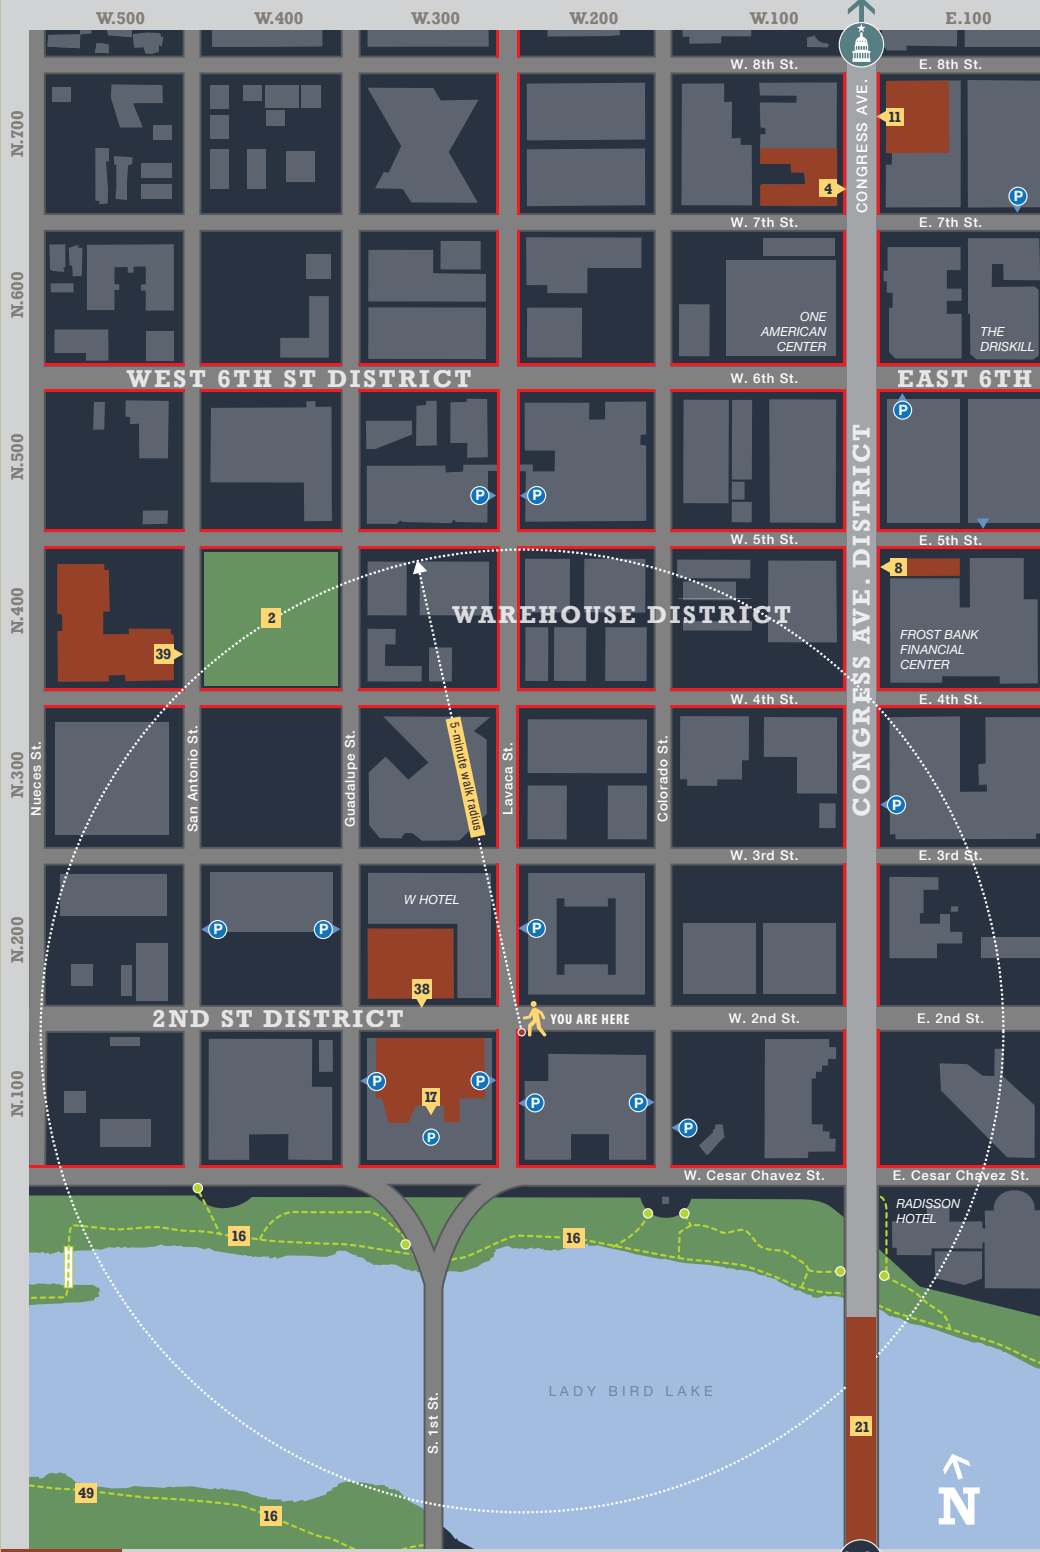 W.500
W.400
W.300
W.200
W.100
E.100
W. 8th St.
E. 8th St.
N.700
CONGRESS AVE.
11
4
P
W. 7th St.
E. 7th St.
N.600
ONE
AMERICAN
CENTER
THE
DRISKILL
WEST 6TH ST DISTRICT
W. 6th St.
EAST 6TH
P
N.500
CONGRESS AVE. DISTRICT
P
P
W. 5th St.
E. 5th St.
N.400
8
2
WAREHOUSE DISTRICT
39
FROST BANK
FINANCIAL
CENTER
W. 4th St.
E. 4th St.
N.300
Nueces St.
San Antonio St.
Guadalupe St.
5-minute walk radius
Lavaca St.
Colorado St.
P
W. 3rd St.
E. 3rd St.
N.200
W HOTEL
P
P
P
38
2ND ST DISTRICT
YOU ARE HERE
W. 2nd St.
E. 2nd St.
N.100
P
P
17
P
P
P
P
W. Cesar Chavez St.
E. Cesar Chavez St.
RADISSON
HOTEL
16
16
S. 1st St.
LADY BIRD LAKE
21
49
16
N